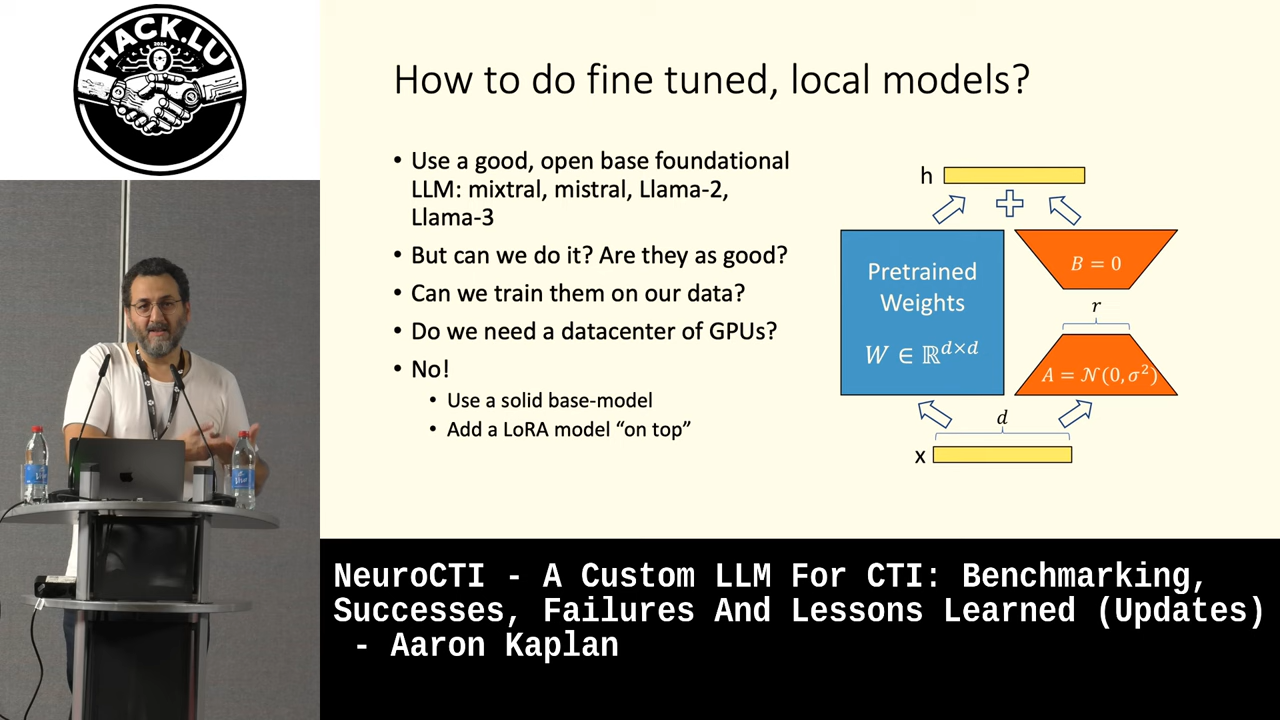 HACK.LU
2024
How to do fine tuned, local models?
• Use a good, open base foundational
LLM: mixtral, mistral, Llama-2,
Llama-3
• But can we do it? Are they as good?
• Can we train them on our data?
• Do we need a datacenter of GPUs?
• No!
• Use a solid base-model
• Add a LoRA model “on top”
h
Pretrained
Weights
W ∈ ℝ^{d×d}
B = 0
r
A = 𝒩(0, σ²)
d
x
NeuroCTI - A Custom LLM For CTI: Benchmarking,
Successes, Failures And Lessons Learned (Updates)
- Aaron Kaplan